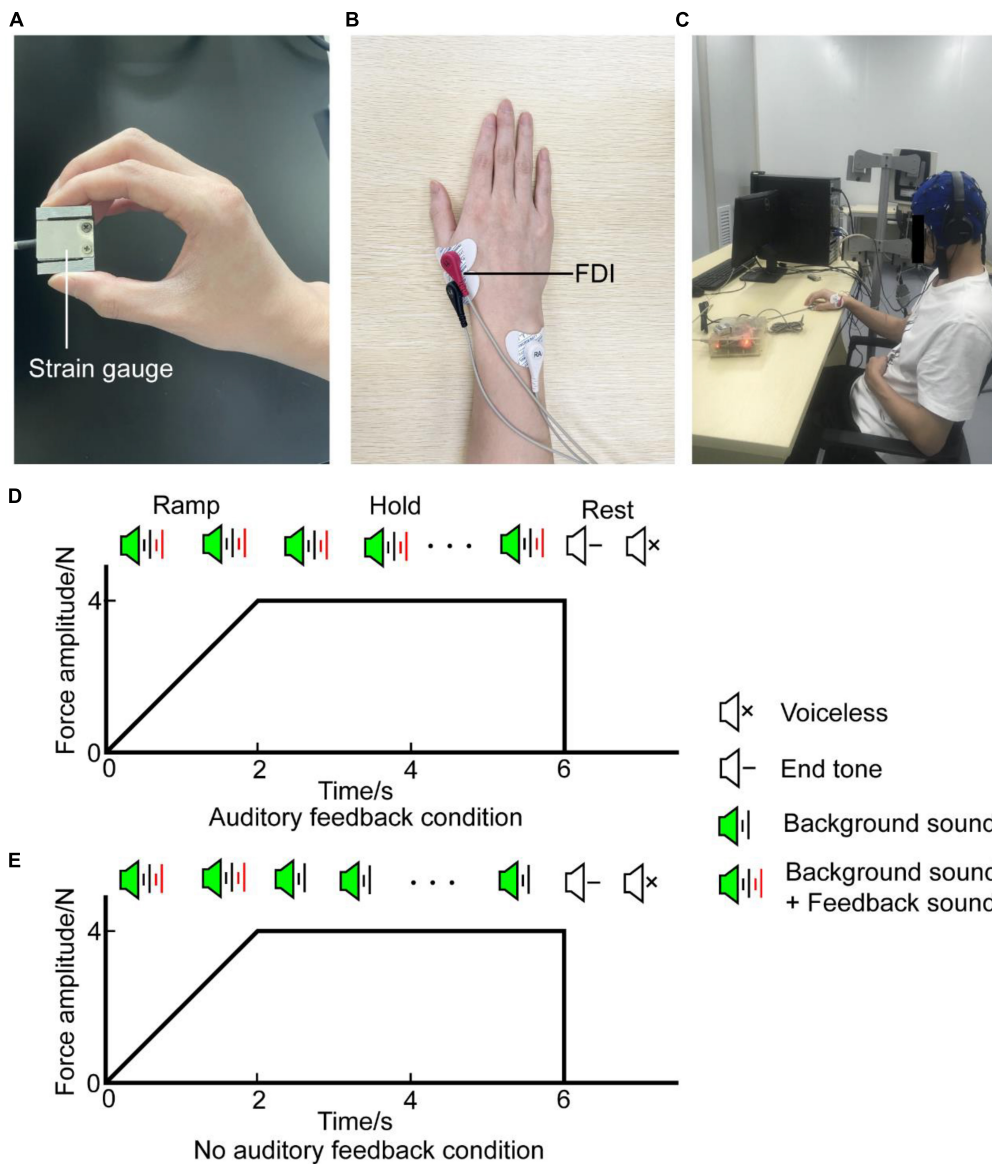 A
B
C
Strain gauge
FDI
RA
D
Ramp
Hold
Rest
Force amplitude/N
4
0
0
2
4
6
Time/s
Auditory feedback condition
Voiceless
End tone
Background sound
Background sound
+ Feedback sound
E
Force amplitude/N
4
0
0
2
4
6
Time/s
No auditory feedback condition